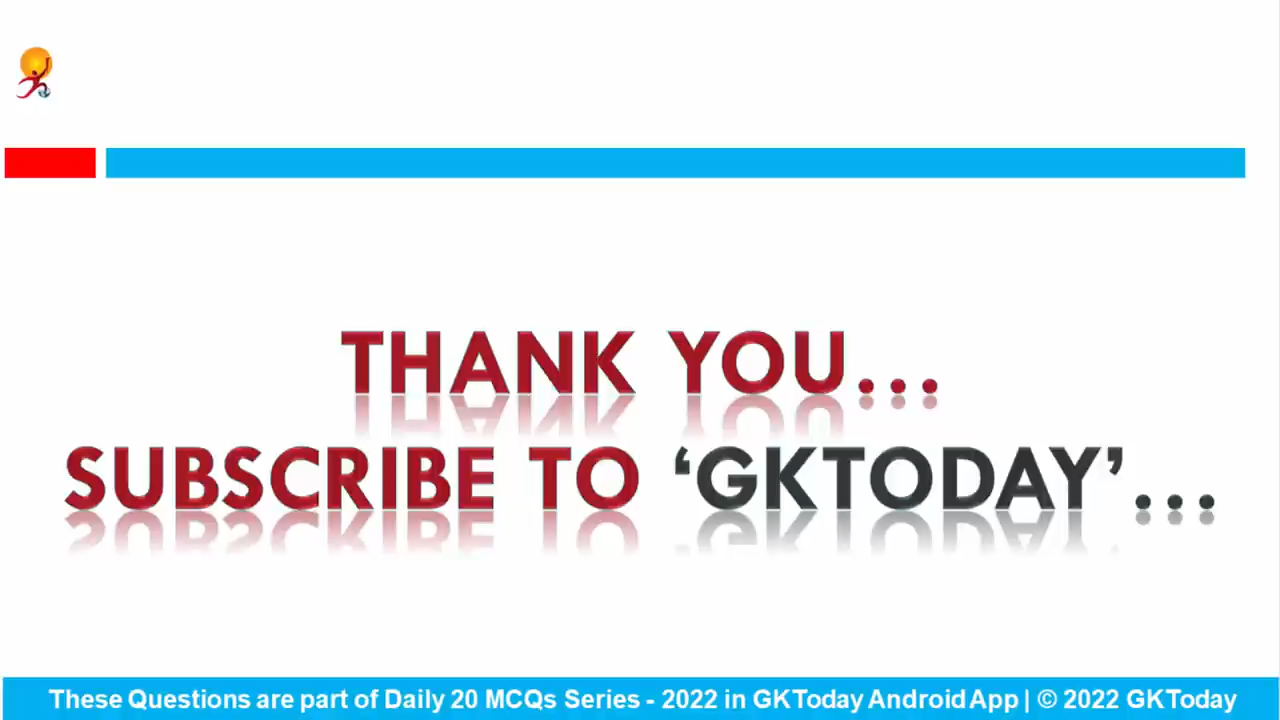 THANK YOU...
SUBSCRIBE TO ‘GKTODAY’...
These Questions are part of Daily 20 MCQs Series - 2022 in GKToday Android App | © 2022 GKToday